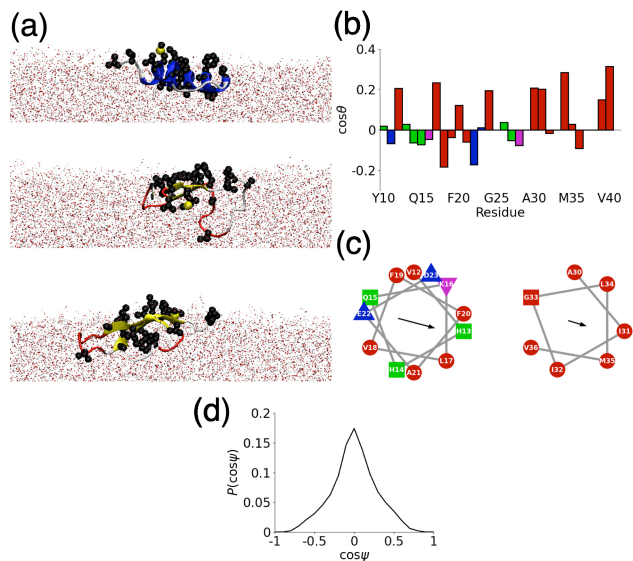 (a)
(b)
0.4
0.2
0
-0.2
cosθ
Y10 Q15 F20 G25 A30 M35 V40
Residue
(c)
F19 V12 D23 K16
Q15
E22 F20
H13
V18 L17
H14 A21
A30
L34
G33
I31
V36 M35
I32
(d)
0.2
0.15
0.1
0.05
0
P(cosψ)
-1 -0.5 0 0.5 1
cosψ